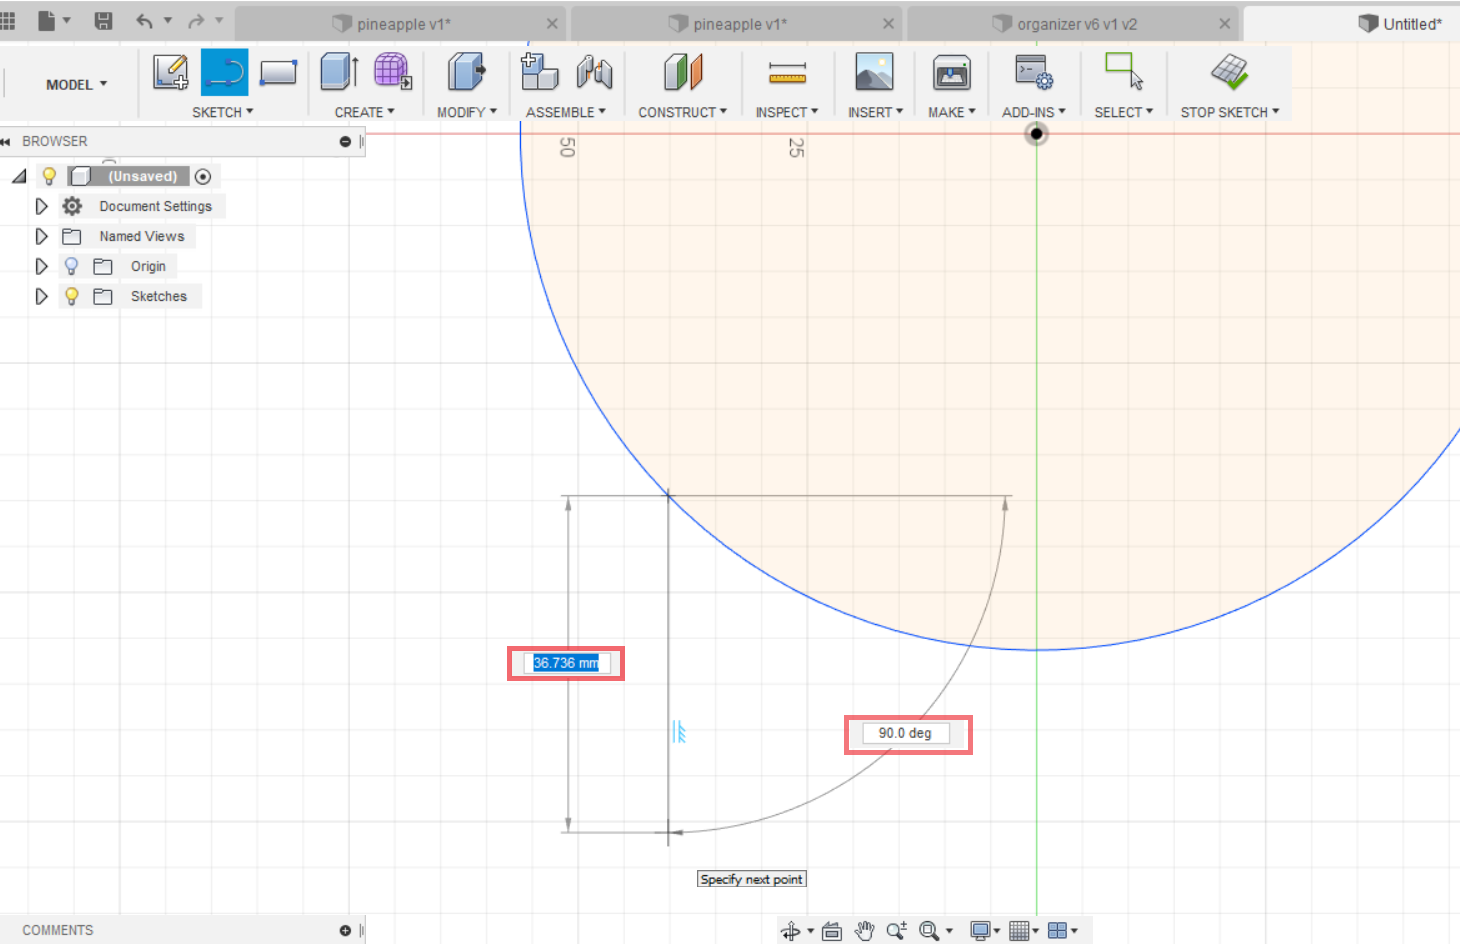 pineapple v1*
pineapple v1*
organizer v6 v1 v2
Untitled*
MODEL
SKETCH
CREATE
MODIFY
ASSEMBLE
CONSTRUCT
INSPECT
INSERT
MAKE
ADD-INS
SELECT
STOP SKETCH
BROWSER
50
25
(Unsaved)
Document Settings
Named Views
Origin
Sketches
36.736 mm
90.0 deg
Specify next point
COMMENTS